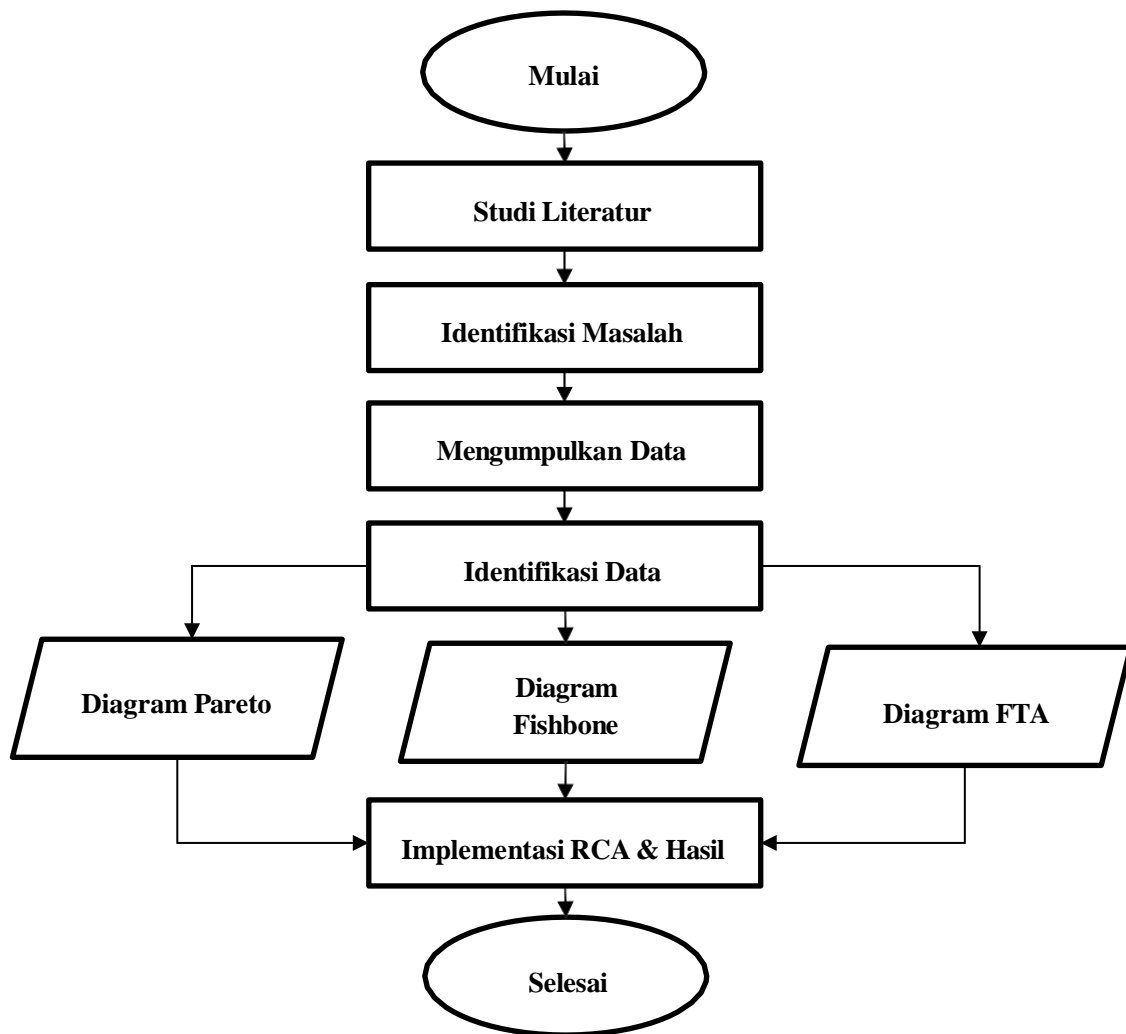 Mulai
Studi Literatur
Identifikasi Masalah
Mengumpulkan Data
Identifikasi Data
Diagram Pareto
Diagram
Fishbone
Diagram FTA
Implementasi RCA & Hasil
Selesai